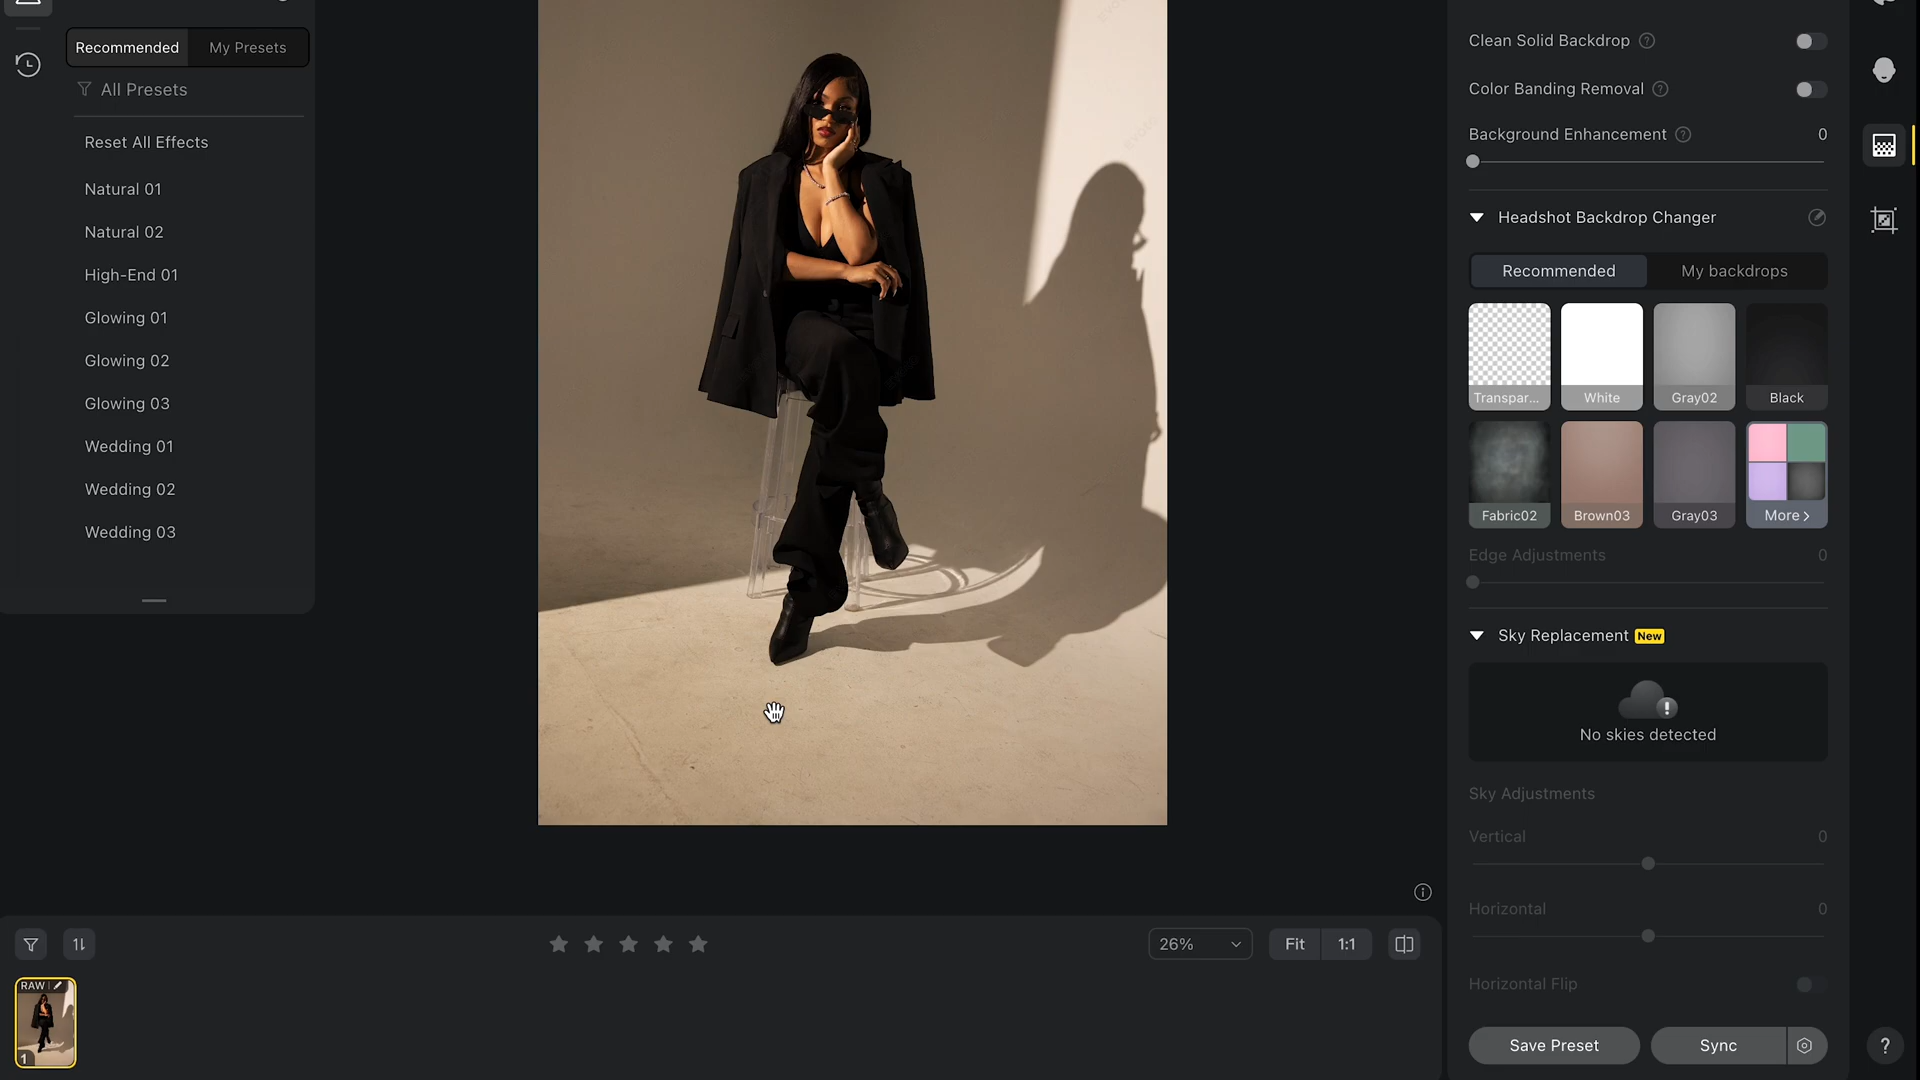 Recommended
My Presets
All Presets
Reset All Effects
Natural 01
Natural 02
High-End 01
Glowing 01
Glowing 02
Glowing 03
Wedding 01
Wedding 02
Wedding 03
Clean Solid Backdrop ?
Color Banding Removal ?
Background Enhancement ? 0
Headshot Backdrop Changer
Recommended
My backdrops
Transpar...
White
Gray02
Black
Fabric02
Brown03
Gray03
More >
Edge Adjustments 0
Sky Replacement New
!
No skies detected
Sky Adjustments
Vertical 0
Horizontal 0
Horizontal Flip
Save Preset
Sync
?
26%
Fit
1:1
RAW
1